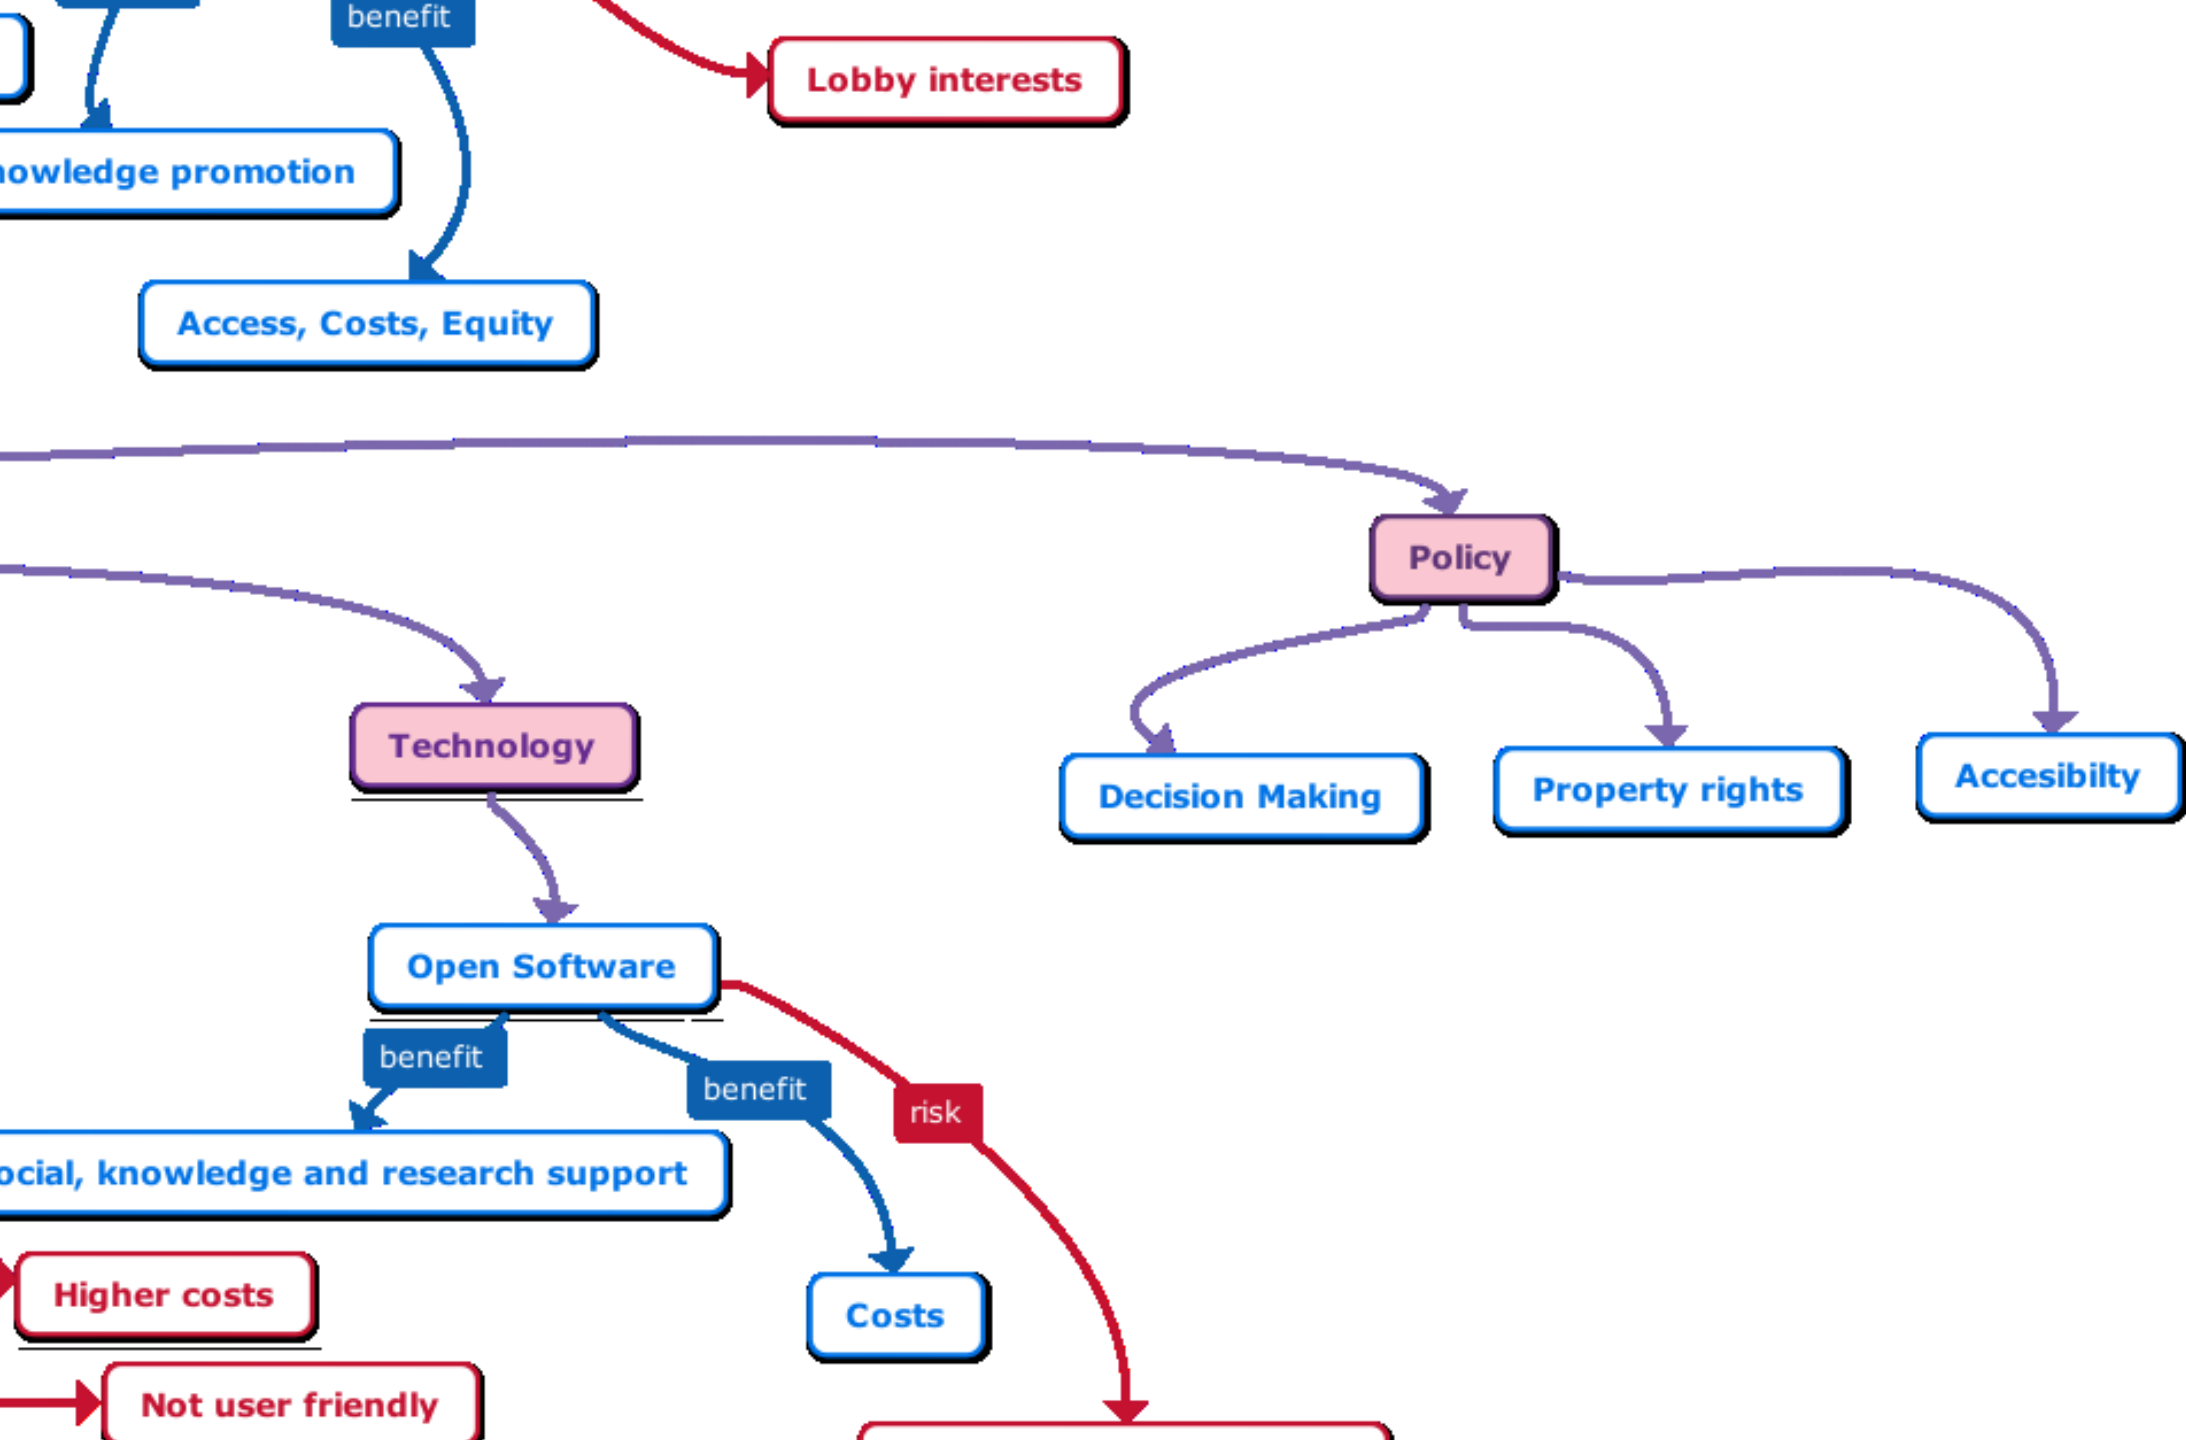 benefit
Lobby interests
nowledge promotion
Access, Costs, Equity
Policy
Technology
Decision Making
Property rights
Accesibilty
Open Software
benefit
benefit
risk
ocial, knowledge and research support
Higher costs
Costs
Not user friendly